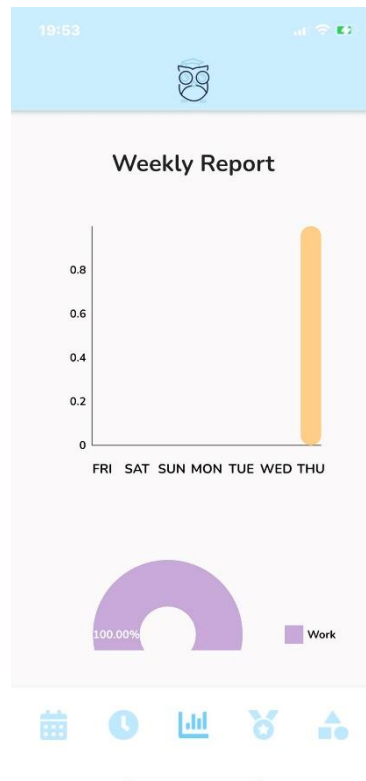 19:53
Weekly Report
0.8
0.6
0.4
0.2
0
FRI SAT SUN MON TUE WED THU
100.00%
Work